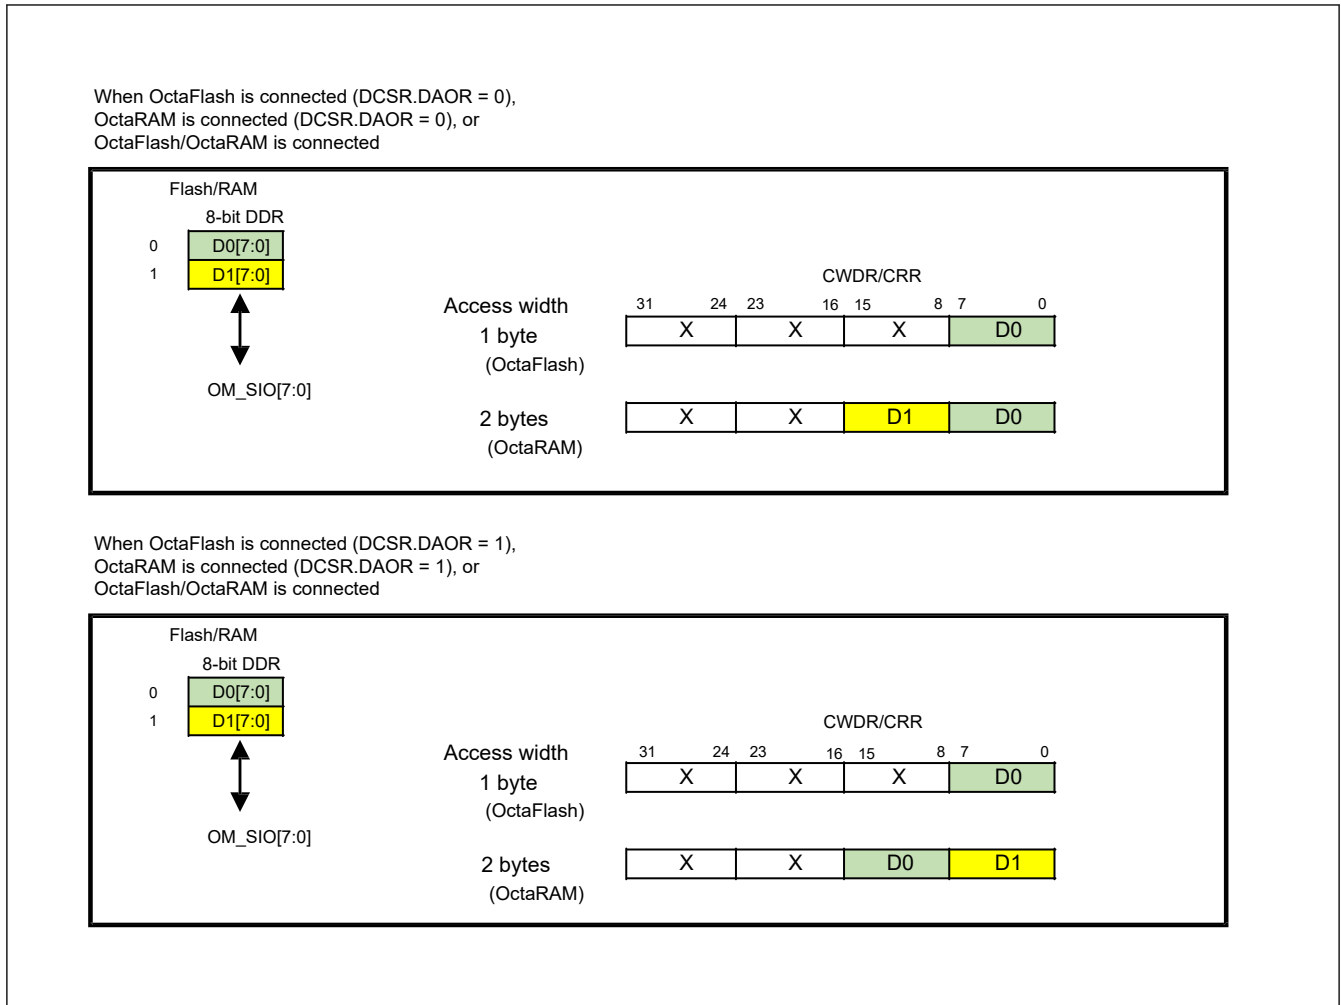 When OctaFlash is connected (DCSR.DAOR = 0),
OctaRAM is connected (DCSR.DAOR = 0), or
OctaFlash/OctaRAM is connected
Flash/RAM
8-bit DDR
0 D0[7:0]
1 D1[7:0]
OM_SIO[7:0]
CWDR/CRR
Access width 31 24 23 16 15 8 7 0
1 byte X X X D0
(OctaFlash)
2 bytes X X D1 D0
(OctaRAM)
When OctaFlash is connected (DCSR.DAOR = 1),
OctaRAM is connected (DCSR.DAOR = 1), or
OctaFlash/OctaRAM is connected
Flash/RAM
8-bit DDR
0 D0[7:0]
1 D1[7:0]
OM_SIO[7:0]
CWDR/CRR
Access width 31 24 23 16 15 8 7 0
1 byte X X X D0
(OctaFlash)
2 bytes X X D0 D1
(OctaRAM)